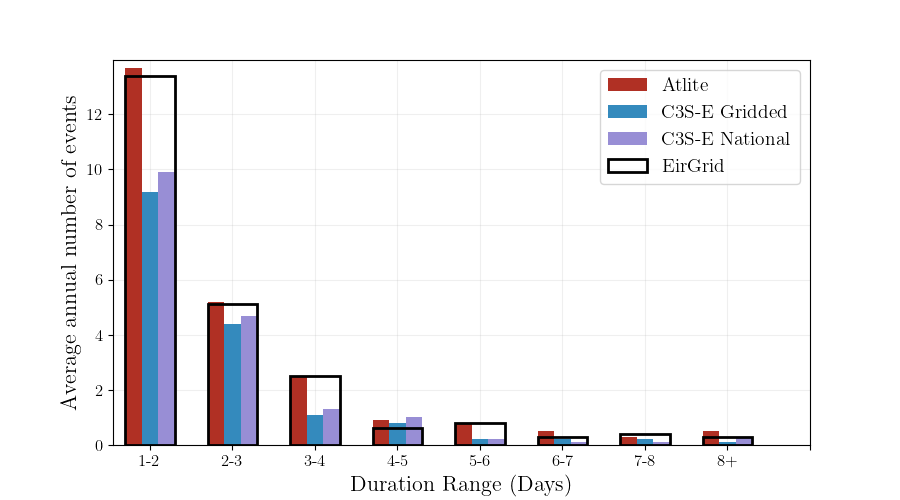 Average annual number of events
12
10
8
6
4
2
0
1-2
2-3
3-4
4-5
5-6
6-7
7-8
8+
Duration Range (Days)
Atlite
C3S-E Gridded
C3S-E National
EirGrid